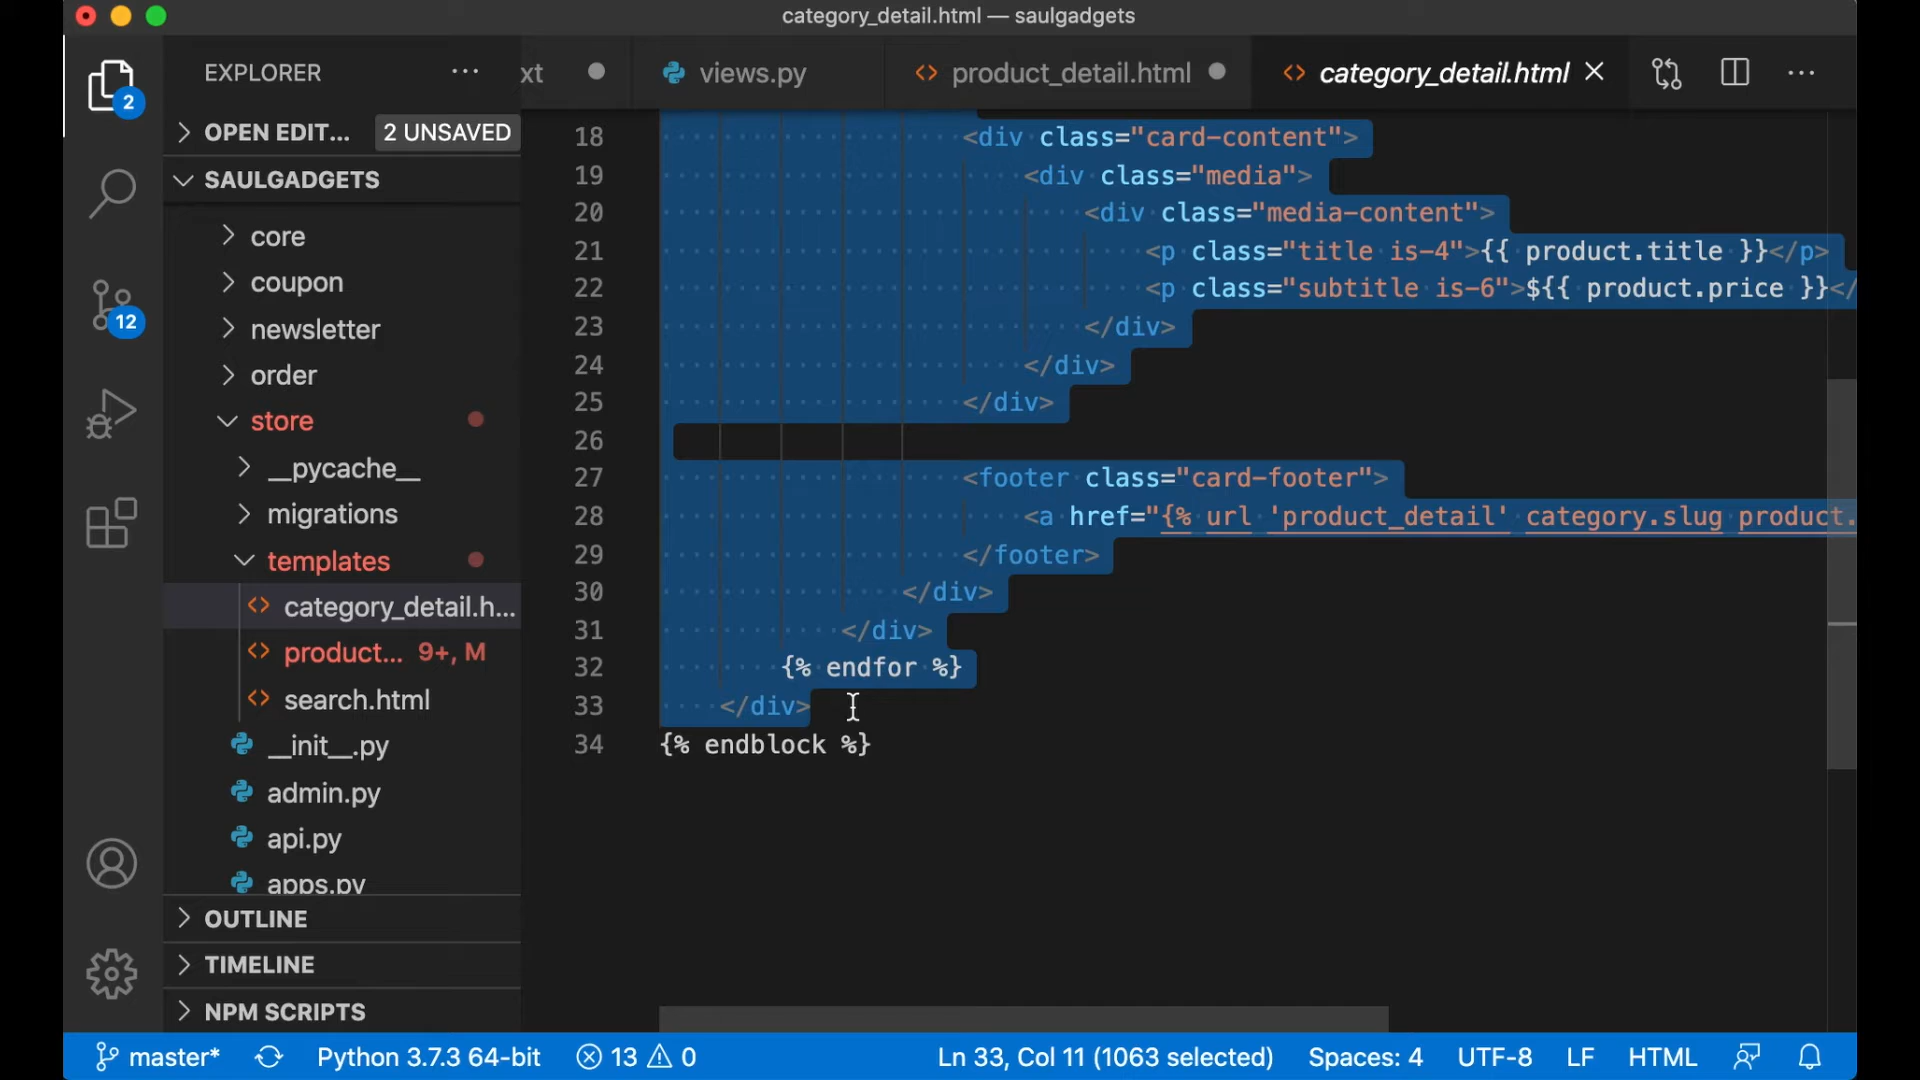 category_detail.html — saulgadgets
EXPLORER ··· xt views.py product_detail.html category_detail.html ···
2
OPEN EDIT... 2 UNSAVED
SAULGADGETS
core
coupon
newsletter
order
store
__pycache__
migrations
templates
category_detail.h...
product... 9+, M
search.html
__init__.py
admin.py
api.py
apps.py
OUTLINE
TIMELINE
NPM SCRIPTS
12
18 <div class="card-content">
19 <div class="media">
20 <div class="media-content">
21 <p class="title is-4">{{ product.title }}</p>
22 <p class="subtitle is-6">${{ product.price }}</
23 </div>
24 </div>
25 </div>
26
27 <footer class="card-footer">
28 <a href="{% url 'product_detail' category.slug product.
29 </footer>
30 </div>
31 </div>
32 {% endfor %}
33 </div>
34 {% endblock %}
master* Python 3.7.3 64-bit 13 0 Ln 33, Col 11 (1063 selected) Spaces: 4 UTF-8 LF HTML